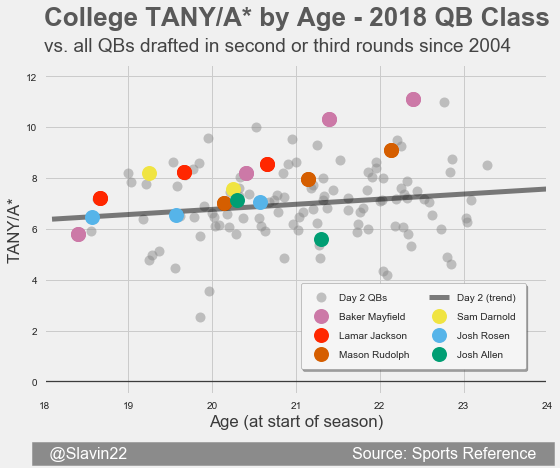 College TANY/A* by Age - 2018 QB Class
vs. all QBs drafted in second or third rounds since 2004
12
10
8
6
4
2
0
TANY/A*
Day 2 QBs
Baker Mayfield
Lamar Jackson
Mason Rudolph
Day 2 (trend)
Sam Darnold
Josh Rosen
Josh Allen
18 19 20 21 22 23 24
Age (at start of season)
@Slavin22 Source: Sports Reference